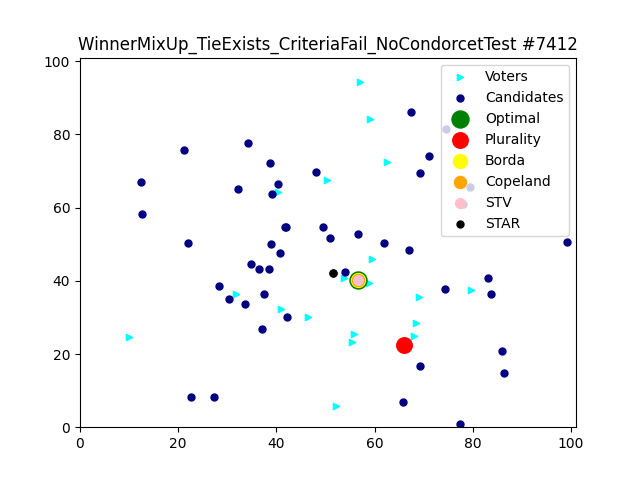 WinnerMixUp_TieExists_CriteriaFail_NoCondorcetTest #7412
100
80
60
40
20
0
0
20
40
60
80
100
Voters
Candidates
Optimal
Plurality
Borda
Copeland
STV
STAR